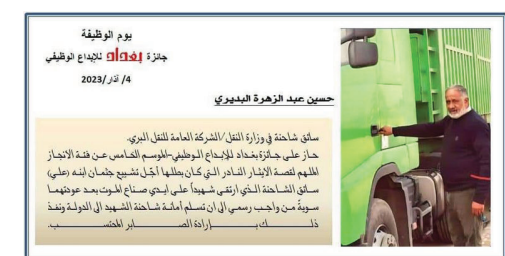 يوم الوظيفة
جائزة بغداد للإبداع الوظيفي
4/ آذار/2023
حسين عبد الزهرة البديري
سائق شاحنة في وزارة النقل/الشركة العامة للنقل البري.
حاز على جائزة بغداد للإبداع الوظيفي-الموسم الخامس عن فئة الانجاز
الملهم لقصة الايثار النادر التي كان بطلها أجّل تشييع جثمان ابنه (علي)
سائق الشاحنة الذي ارتقى شهيداً على ايدي صناع الموت بعد عودتهما
سويةً من واجب رسمي الى ان تسلم أمانة شاحنة الشهيد الى الدولة ونفذ
ذلك بإرادة الصابر المحتسب.